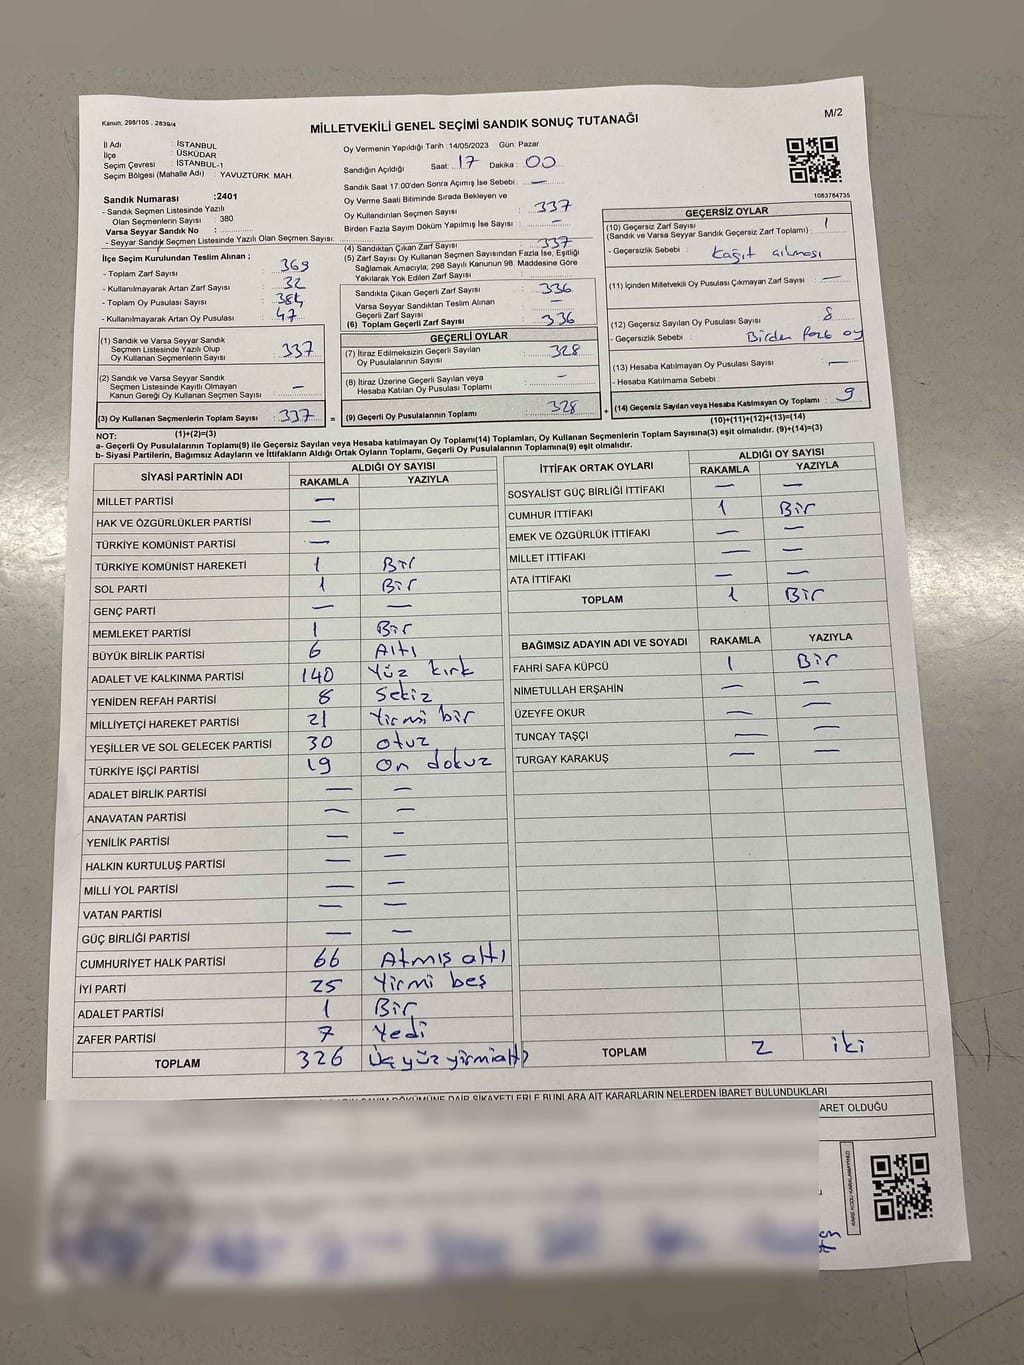 Kanun; 298/105 , 2839/4
M/2
MİLLETVEKİLİ GENEL SEÇİMİ SANDIK SONUÇ TUTANAĞI
İl Adı : İSTANBUL
İlçe : ÜSKÜDAR
Seçim Çevresi : İSTANBUL-1
Seçim Bölgesi (Mahalle Adı) : YAVUZTÜRK MAH.
Sandık Numarası :2401
- Sandık Seçmen Listesinde Yazılı
Olan Seçmenlerin Sayısı : 380
Varsa Seyyar Sandık No :
- Seyyar Sandık Seçmen Listesinde Yazılı Olan Seçmen Sayısı:
İlçe Seçim Kurulundan Teslim Alınan ;
- Toplam Zarf Sayısı : 369
- Kullanılmayarak Artan Zarf Sayısı : 32
- Toplam Oy Pusulası Sayısı : 384
- Kullanılmayarak Artan Oy Pusulası : 47
(1) Sandık ve Varsa Seyyar Sandık
Seçmen Listesinde Yazılı Olup
Oy Kullanan Seçmenlerin Sayısı : 337
(2) Sandık ve Varsa Seyyar Sandık
Seçmen Listesinde Kayıtlı Olmayan
Kanun Gereği Oy Kullanan Seçmen Sayısı : —
(3) Oy Kullanan Seçmenlerin Toplam Sayısı : 337
Oy Vermenin Yapıldığı Tarih : 14/05/2023 Gün: Pazar
Sandığın Açıldığı Saat: 17 Dakika : 00
Sandık Saat 17:00'den Sonra Açımış İse Sebebi : —
Oy Verme Saati Bitiminde Sırada Bekleyen ve
Oy Kullandırılan Seçmen Sayısı : 337
Birden Fazla Sayım Döküm Yapılmış İse Sayısı : —
(4) Sandıktan Çıkan Zarf Sayısı : 337
(5) Zarf Sayısı Oy Kullanan Seçmen Sayısından Fazla İse, Eşitliği
Sağlamak Amacıyla; 298 Sayılı Kanunun 98. Maddesine Göre
Yakılarak Yok Edilen Zarf Sayısı :
Sandıkta Çıkan Geçerli Zarf Sayısı : 336
Varsa Seyyar Sandıktan Teslim Alınan
Geçerli Zarf Sayısı : —
(6) Toplam Geçerli Zarf Sayısı : 336
GEÇERLİ OYLAR
(7) İtiraz Edilmeksizin Geçerli Sayılan
Oy Pusulalarının Sayısı : 328
(8) İtiraz Üzerine Geçerli Sayılan veya
Hesaba Katılan Oy Pusulası Toplamı : —
= (9) Geçerli Oy Pusulalarının Toplamı : 328
1083784735
GEÇERSİZ OYLAR
(10) Geçersiz Zarf Sayısı : 1
(Sandık ve Varsa Seyyar Sandık Geçersiz Zarf Toplamı)
- Geçersizlik Sebebi : Kağıt
(11) İçinden Milletvekili Oy Pusulası Çıkmayan Zarf Sayısı : —
(12) Geçersiz Sayılan Oy Pusulası Sayısı : 8
- Geçersizlik Sebebi : Birden oy
(13) Hesaba Katılmayan Oy Pusulası Sayısı : —
- Hesaba Katılmama Sebebi :
+ (14) Geçersiz Sayılan veya Hesaba Katılmayan Oy Toplamı : 9
(1)+(2)=(3)
(10)+(11)+(12)+(13)=(14)
NOT:
a- Geçerli Oy Pusulalarının Toplamı(9) ile Geçersiz Sayılan veya Hesaba katılmayan Oy Toplamı(14) Toplamları, Oy Kullanan Seçmenlerin Toplam Sayısına(3) eşit olmalıdır. (9)+(14)=(3)
b- Siyasi Partilerin, Bağımsız Adayların ve İttifakların Aldığı Ortak Oyların Toplamı, Geçerli Oy Pusulalarının Toplamına(9) eşit olmalıdır.
SİYASİ PARTİNİN ADI ALDIĞI OY SAYISI
RAKAMLA YAZIYLA
MİLLET PARTİSİ —
HAK VE ÖZGÜRLÜKLER PARTİSİ —
TÜRKİYE KOMÜNİST PARTİSİ —
TÜRKİYE KOMÜNİST HAREKETİ 1 Bir
SOL PARTİ 1 Bir
GENÇ PARTİ — —
MEMLEKET PARTİSİ 1 Bir
BÜYÜK BİRLİK PARTİSİ 6 Altı
ADALET VE KALKINMA PARTİSİ 140 Yüz kırk
YENİDEN REFAH PARTİSİ 8 Sekiz
MİLLİYETÇİ HAREKET PARTİSİ 21 Yirmi bir
YEŞİLLER VE SOL GELECEK PARTİSİ 30 otuz
TÜRKİYE İŞÇİ PARTİSİ 19 on dokuz
ADALET BİRLİK PARTİSİ — —
ANAVATAN PARTİSİ — —
YENİLİK PARTİSİ — —
HALKIN KURTULUŞ PARTİSİ — —
MİLLİ YOL PARTİSİ — —
VATAN PARTİSİ — —
GÜÇ BİRLİĞİ PARTİSİ — —
CUMHURİYET HALK PARTİSİ 66 Atmış altı
İYİ PARTİ 25 Yirmi beş
ADALET PARTİSİ 1 Bir
ZAFER PARTİSİ 7 Yedi
TOPLAM 326 Üç yüz yirmialtı
İTTİFAK ORTAK OYLARI ALDIĞI OY SAYISI
RAKAMLA YAZIYLA
SOSYALİST GÜÇ BİRLİĞİ İTTİFAKI — —
CUMHUR İTTİFAKI 1 Bir
EMEK VE ÖZGÜRLÜK İTTİFAKI — —
MİLLET İTTİFAKI — —
ATA İTTİFAKI — —
TOPLAM 1 Bir
BAĞIMSIZ ADAYIN ADI VE SOYADI RAKAMLA YAZIYLA
FAHRİ SAFA KÜPCÜ 1 Bir
NİMETULLAH ERŞAHİN — —
ÜZEYFE OKUR — —
TUNCAY TAŞÇI — —
TURGAY KARAKUŞ — —
TOPLAM 2 iki
DÖKÜMÜNE DAİR ŞİKAYETLERLE BUNLARA AİT KARARLARIN NELERDEN İBARET BULUNDUKLARI
ARET OLDUĞU
KARE KODU KARALAMAYINIZ!